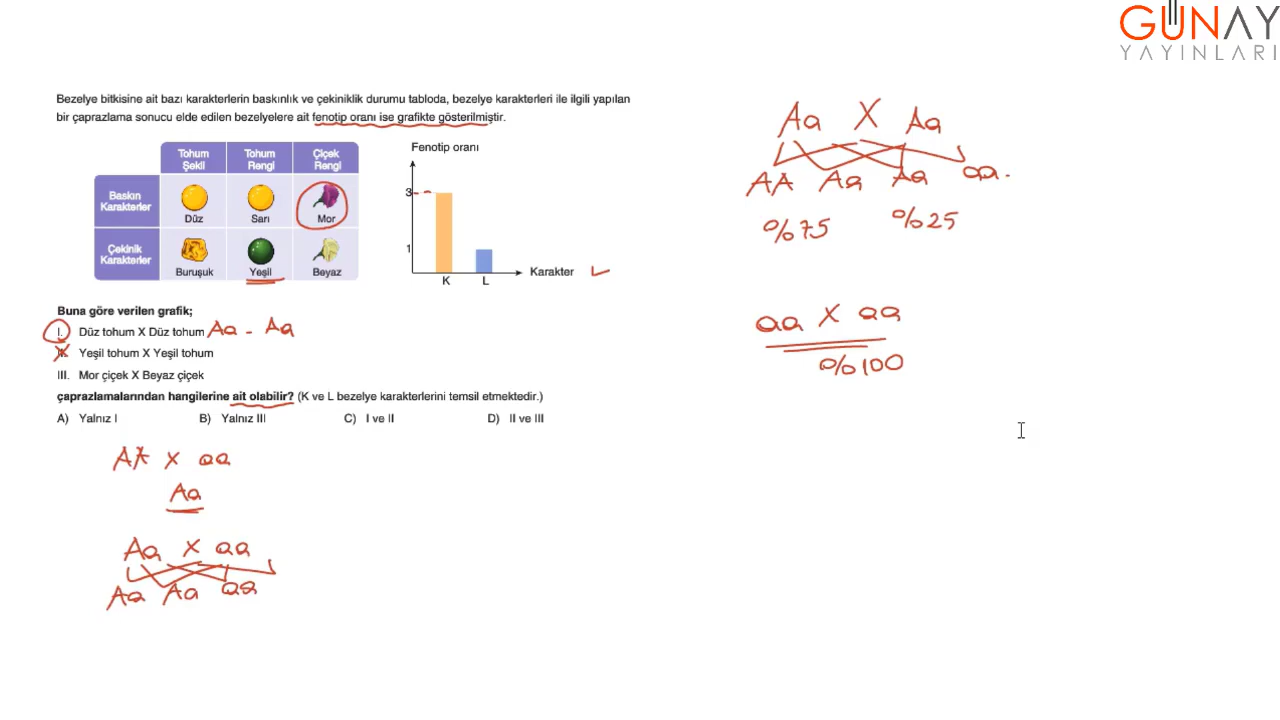 GÜNAY
YAYINLARI
Bezelye bitkisine ait bazı karakterlerin baskınlık ve çekiniklik durumu tabloda, bezelye karakterleri ile ilgili yapılan
bir çaprazlama sonucu elde edilen bezelyelere ait fenotip oranı ise grafikte gösterilmiştir.
Tohum Şekil
Tohum Rengi
Çiçek Rengi
Baskın Karakterler
Düz
Sarı
Mor
Çekinik Karakterler
Buruşuk
Yeşil
Beyaz
Fenotip oranı
3
1
K
L
Karakter
Buna göre verilen grafik;
I. Düz tohum X Düz tohum Aa - Aa
II. Yeşil tohum X Yeşil tohum
III. Mor çiçek X Beyaz çiçek
çaprazlamalarından hangilerine ait olabilir? (K ve L bezelye karakterlerini temsil etmektedir.)
A) Yalnız I B) Yalnız III C) I ve II D) II ve III
AA X aa
Aa
Aa X aa
Aa Aa aa
Aa X Aa
AA Aa Aa aa.
%75 %25
aa X aa
%100